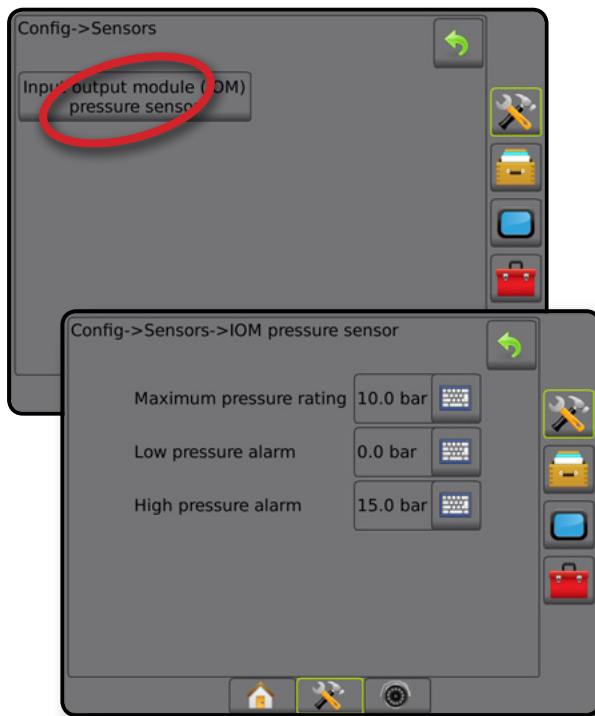 Config->Sensors
Input output module (IOM)
pressure sensor
Config->Sensors->IOM pressure sensor
Maximum pressure rating 10.0 bar
Low pressure alarm 0.0 bar
High pressure alarm 15.0 bar